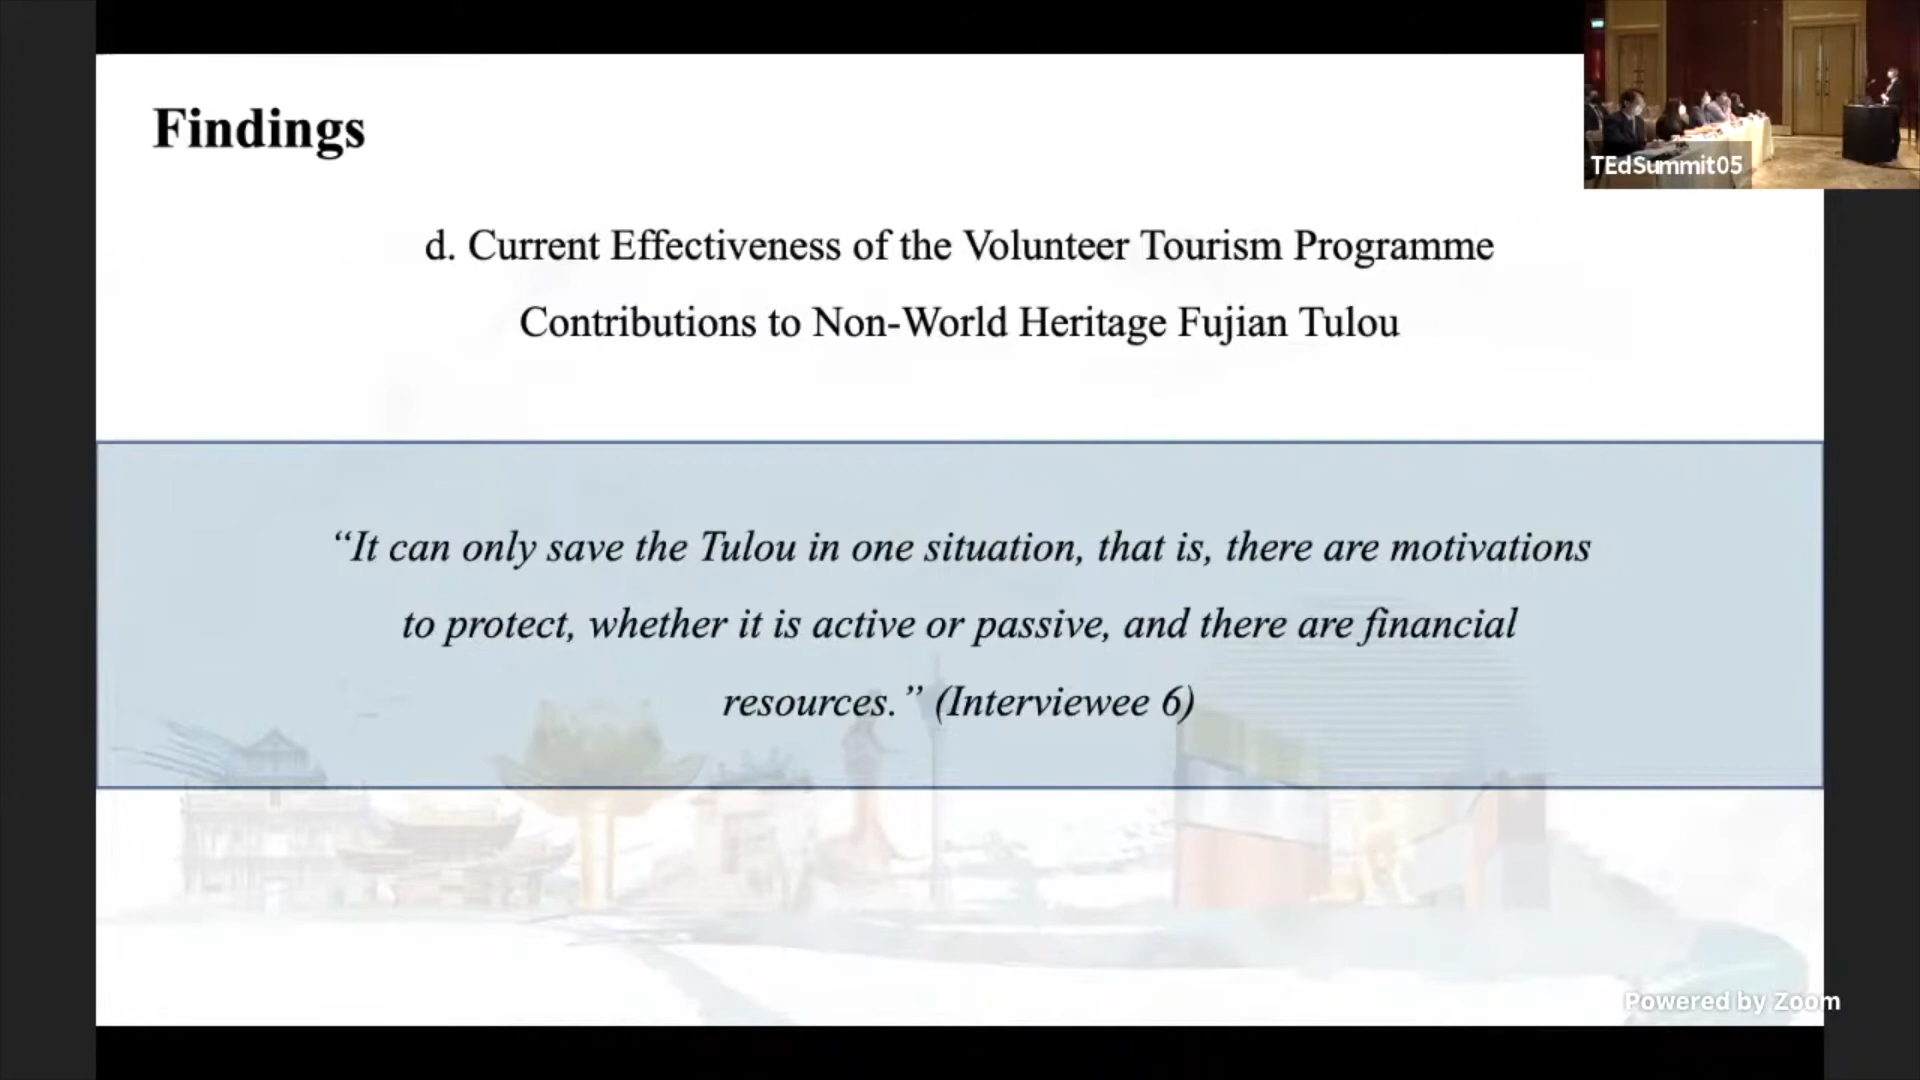 Findings
TEdSummit05
d. Current Effectiveness of the Volunteer Tourism Programme
Contributions to Non-World Heritage Fujian Tulou
“It can only save the Tulou in one situation, that is, there are motivations
to protect, whether it is active or passive, and there are financial
resources.” (Interviewee 6)
Powered by Zoom